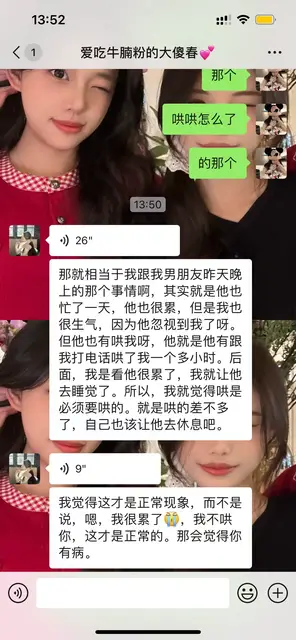 13:52
1
爱吃牛腩粉的大傻春💕
那个
哄哄怎么了
的那个
13:50
26"
那就相当于我跟我男朋友昨天晚
上的那个事情啊，其实就是他也
忙了一天，他也很累，但是我也
很生气，因为他忽视到我了呀。
但他也有哄我呀，他就是他有跟
我打电话哄了我一个多小时。后
面，我是看他很累了，我就让他
去睡觉了。所以，我就觉得哄是
必须要哄的。就是哄的差不多
了，自己也该让他去休息吧。
9"
我觉得这才是正常现象，而不是
说，嗯，我很累了😭，我不哄
你，这才是正常的。那会觉得你
有病。